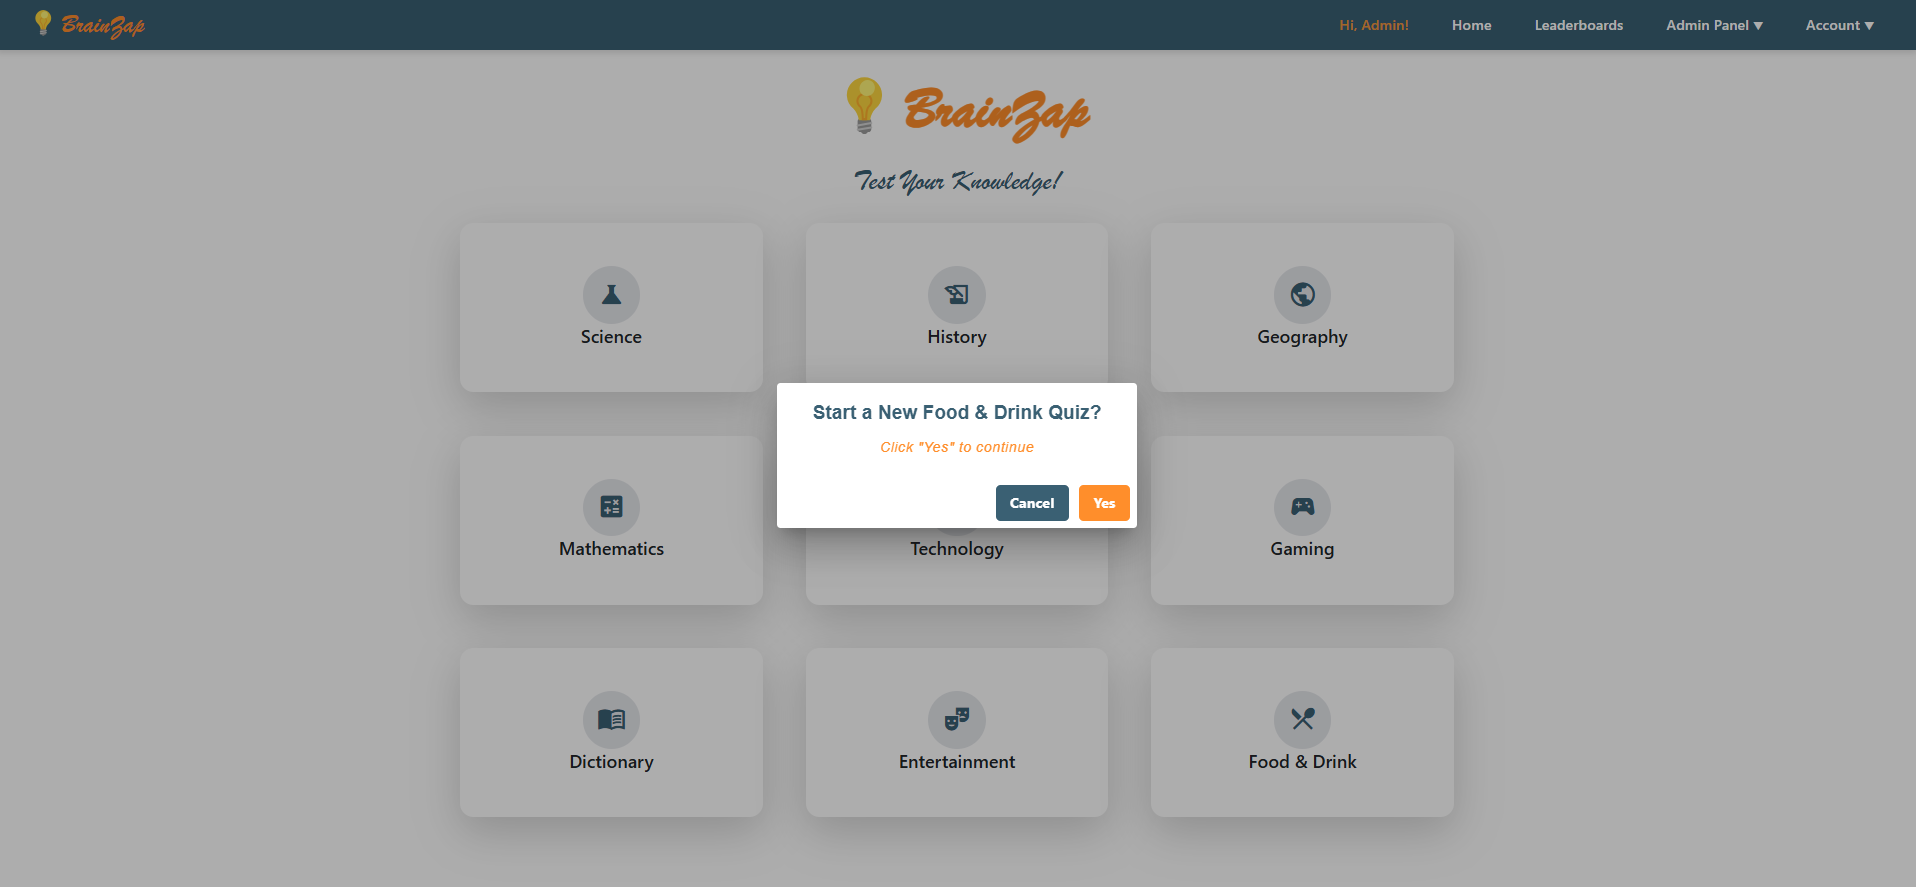 BrainZap
Hi, Admin!
Home
Leaderboards
Admin Panel ▼
Account ▼
BrainZap
Test Your Knowledge!
Science
History
Geography
Start a New Food & Drink Quiz?
Click "Yes" to continue
Cancel
Yes
Mathematics
Technology
Gaming
Dictionary
Entertainment
Food & Drink